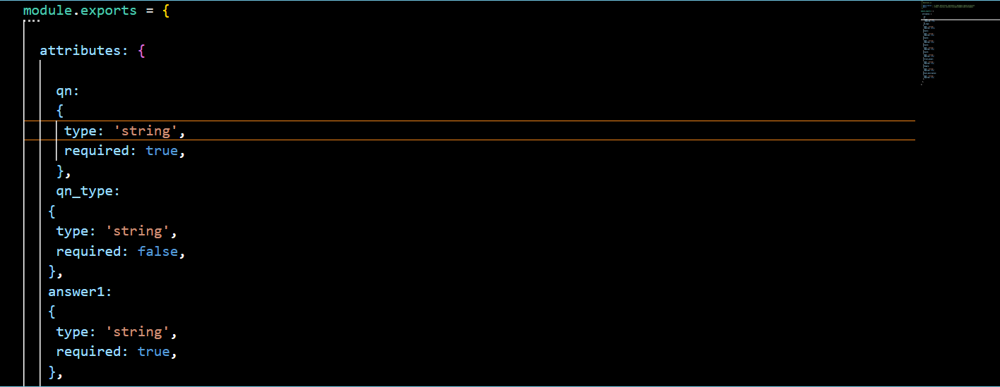 module.exports = {
attributes: {
qn:
{
type: 'string',
required: true,
},
qn_type:
{
type: 'string',
required: false,
},
answer1:
{
type: 'string',
required: true,
},